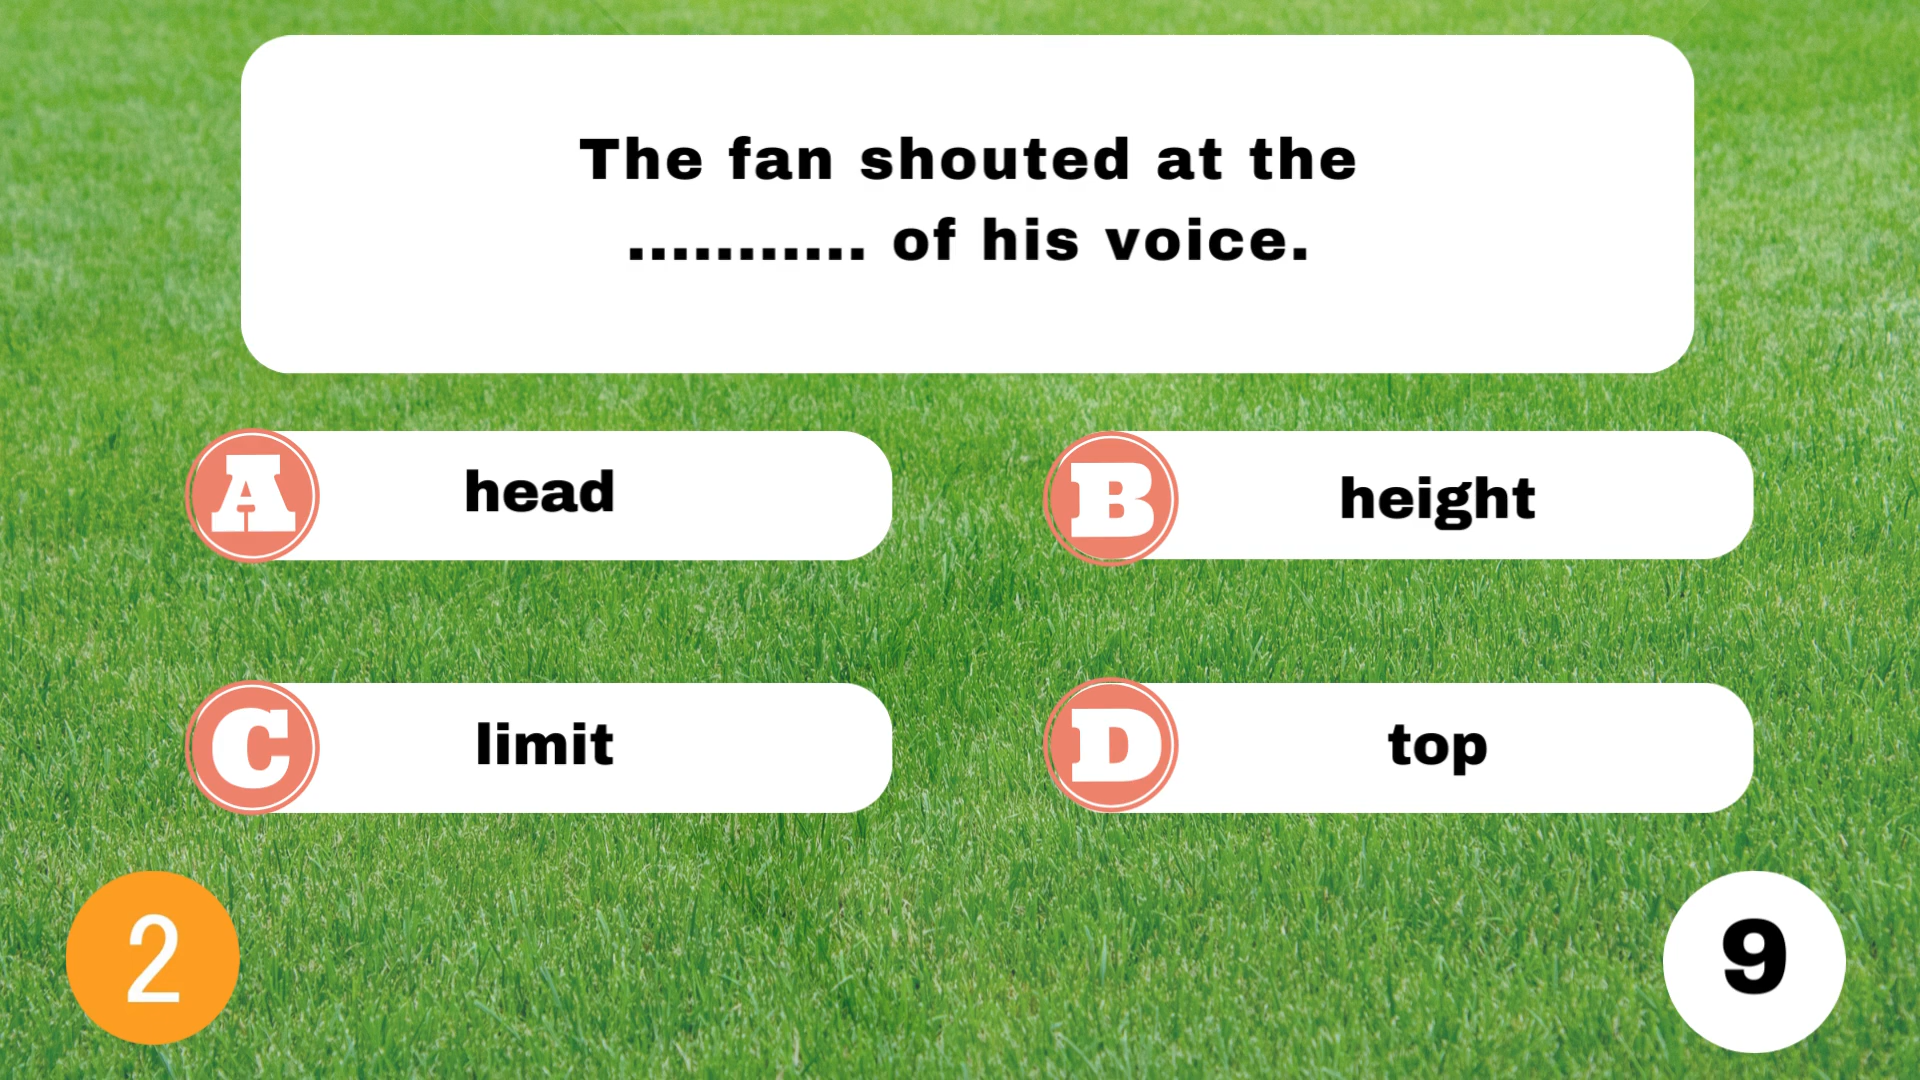 The fan shouted at the
........... of his voice.
A head
B height
C limit
D top
2
9